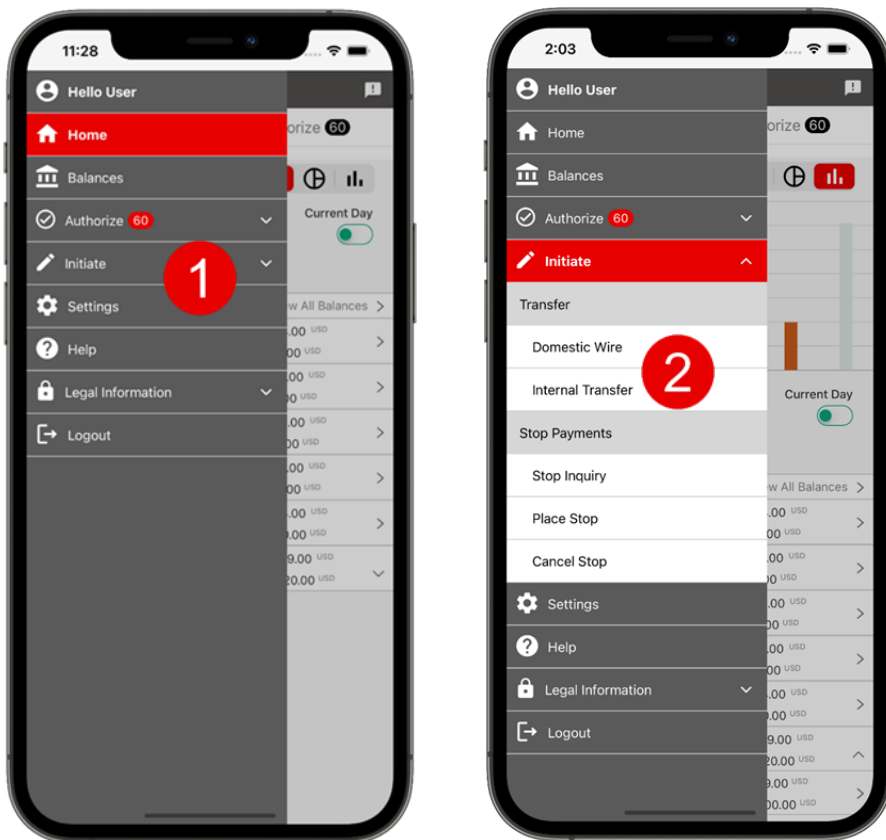 11:28
Hello User
Home
orize 60
Balances
Authorize 60
Current Day
Initiate
1
Settings
w All Balances
.00 USD
Help
00 USD
.00 USD
Legal Information
00 USD
.00 USD
Logout
00 USD
.00 USD
00 USD
.00 USD
0.00 USD
9.00 USD
20.00 USD
2:03
Hello User
Home
orize 60
Balances
Authorize 60
Initiate
Transfer
Domestic Wire
2
Internal Transfer
Current Day
Stop Payments
Stop Inquiry
w All Balances
Place Stop
.00 USD
00 USD
Cancel Stop
.00 USD
0 USD
Settings
.00 USD
00 USD
Help
.00 USD
00 USD
Legal Information
.00 USD
.00 USD
Logout
9.00 USD
20.00 USD
9.00 USD
00.00 USD